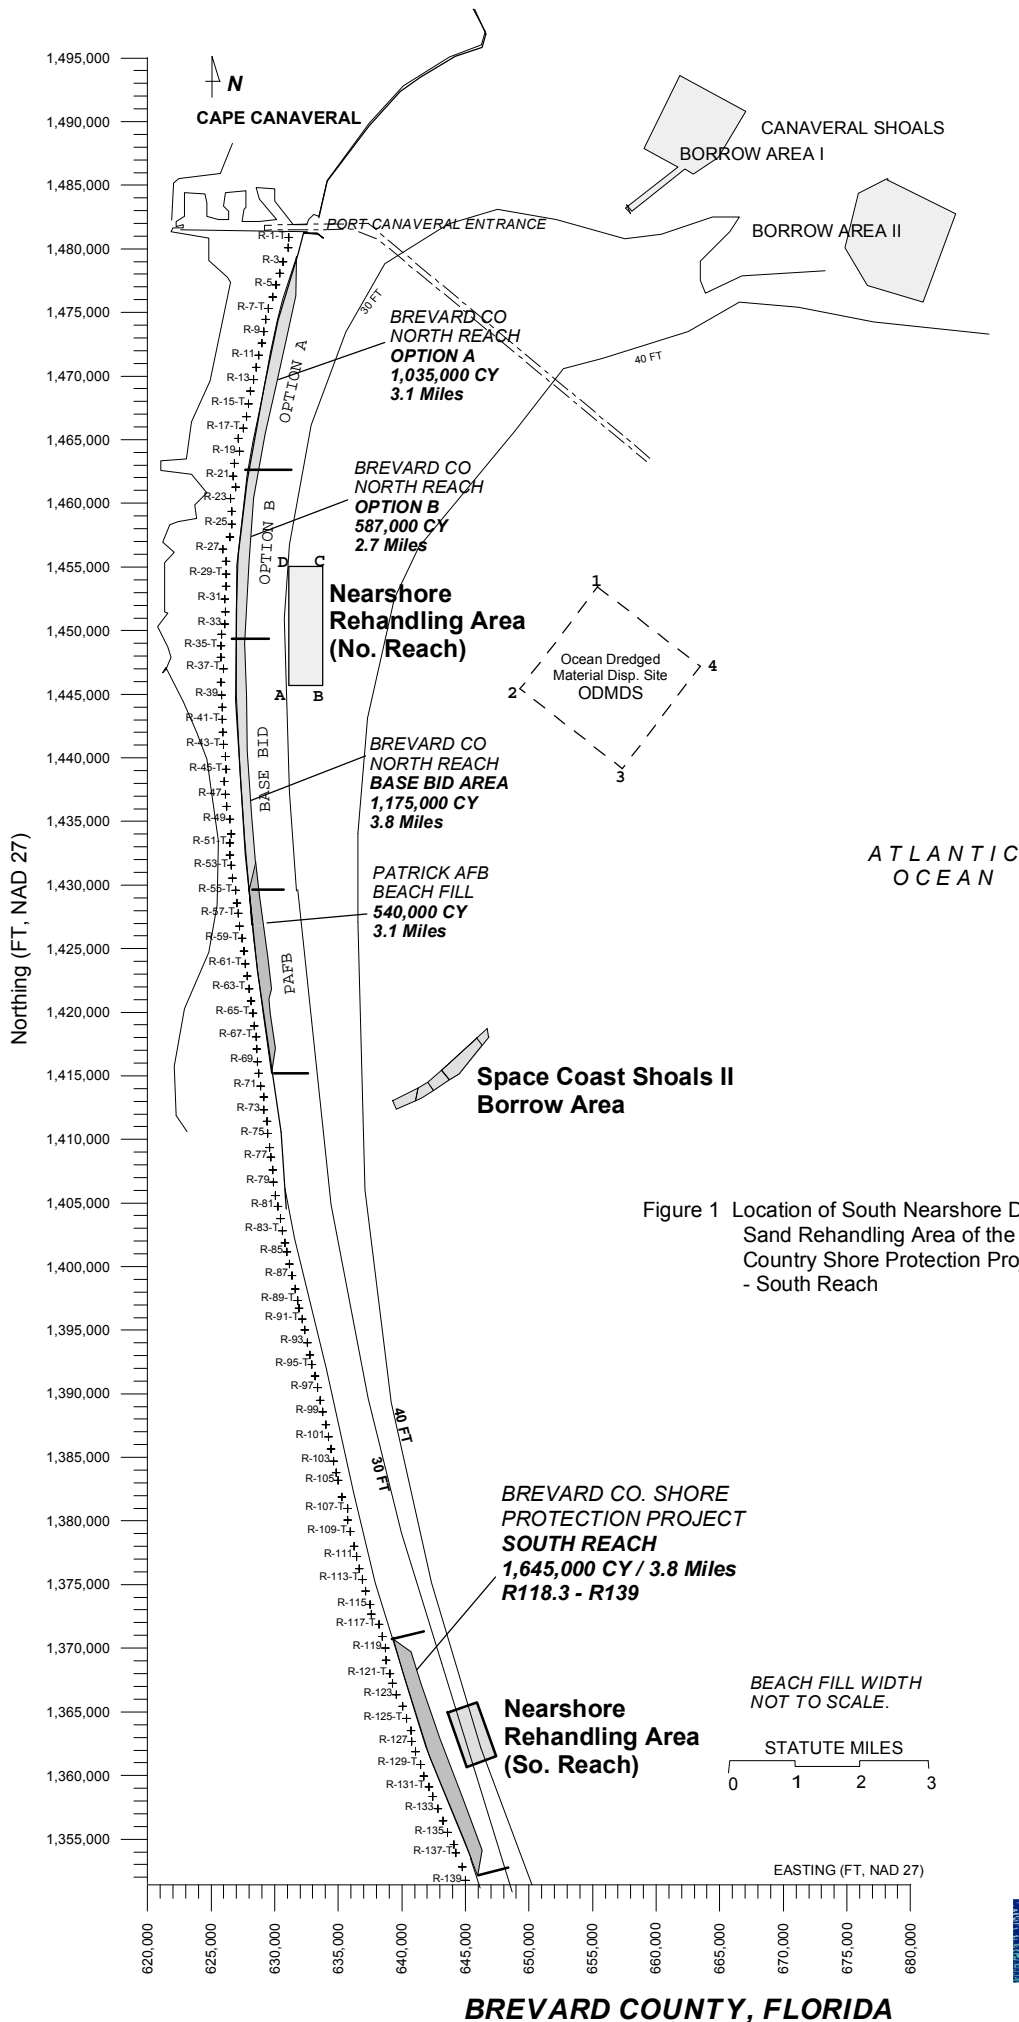 1,495,000
N
CAPE CANAVERAL
1,490,000
CANAVERAL SHOALS
BORROW AREA I
1,485,000
PORT CANAVERAL ENTRANCE
BORROW AREA II
R-1-T
1,480,000
R-3
R-5
30 FT
1,475,000
R-7-T
R-9
BREVARD CO
NORTH REACH
OPTION A
1,035,000 CY
3.1 Miles
OPTION A
R-11
40 FT
1,470,000
R-13
R-15-T
R-17-T
1,465,000
R-19
R-21
BREVARD CO
NORTH REACH
OPTION B
587,000 CY
2.7 Miles
R-23
1,460,000
R-25
OPTION B
R-27
D
C
1,455,000
R-29-T
R-31
Nearshore
Rehandling Area
(No. Reach)
R-33
1,450,000
R-35-T
R-37-T
1
2
3
4
Ocean Dredged
Material Disp. Site
ODMDS
R-39
1,445,000
A
B
R-41-T
R-43-T
BASE BID
1,440,000
R-45-T
BREVARD CO
NORTH REACH
BASE BID AREA
1,175,000 CY
3.8 Miles
R-47
R-49
1,435,000
R-51-T
R-53-T
ATLANTIC
OCEAN
Northing (FT, NAD 27)
1,430,000
R-55-T
PATRICK AFB
BEACH FILL
540,000 CY
3.1 Miles
R-57-T
R-59-T
1,425,000
R-61-T
PAFB
R-63-T
1,420,000
R-65-T
R-67-T
R-69
1,415,000
R-71
Space Coast Shoals II
Borrow Area
R-73
R-75
1,410,000
R-77
R-79
1,405,000
R-81
R-83-T
Figure 1 Location of South Nearshore D
Sand Rehandling Area of the
Country Shore Protection Pro
- South Reach
R-85
1,400,000
R-87
R-89-T
R-91-T
1,395,000
R-93
R-95-T
R-97
1,390,000
R-99
40 FT
R-101
1,385,000
R-103
R-105
30 FT
R-107-T
1,380,000
R-109-T
BREVARD CO. SHORE
PROTECTION PROJECT
SOUTH REACH
1,645,000 CY / 3.8 Miles
R118.3 - R139
R-111
R-113-T
1,375,000
R-115
R-117-T
1,370,000
R-119
R-121-T
R-123
BEACH FILL WIDTH
NOT TO SCALE.
1,365,000
R-125-T
Nearshore
Rehandling Area
(So. Reach)
R-127
R-129-T
STATUTE MILES
0 1 2 3
1,360,000
R-131-T
R-133
R-135
1,355,000
R-137-T
R-139
EASTING (FT, NAD 27)
620,000 625,000 630,000 635,000 640,000 645,000 650,000 655,000 660,000 665,000 670,000 675,000 680,000
BREVARD COUNTY, FLORIDA